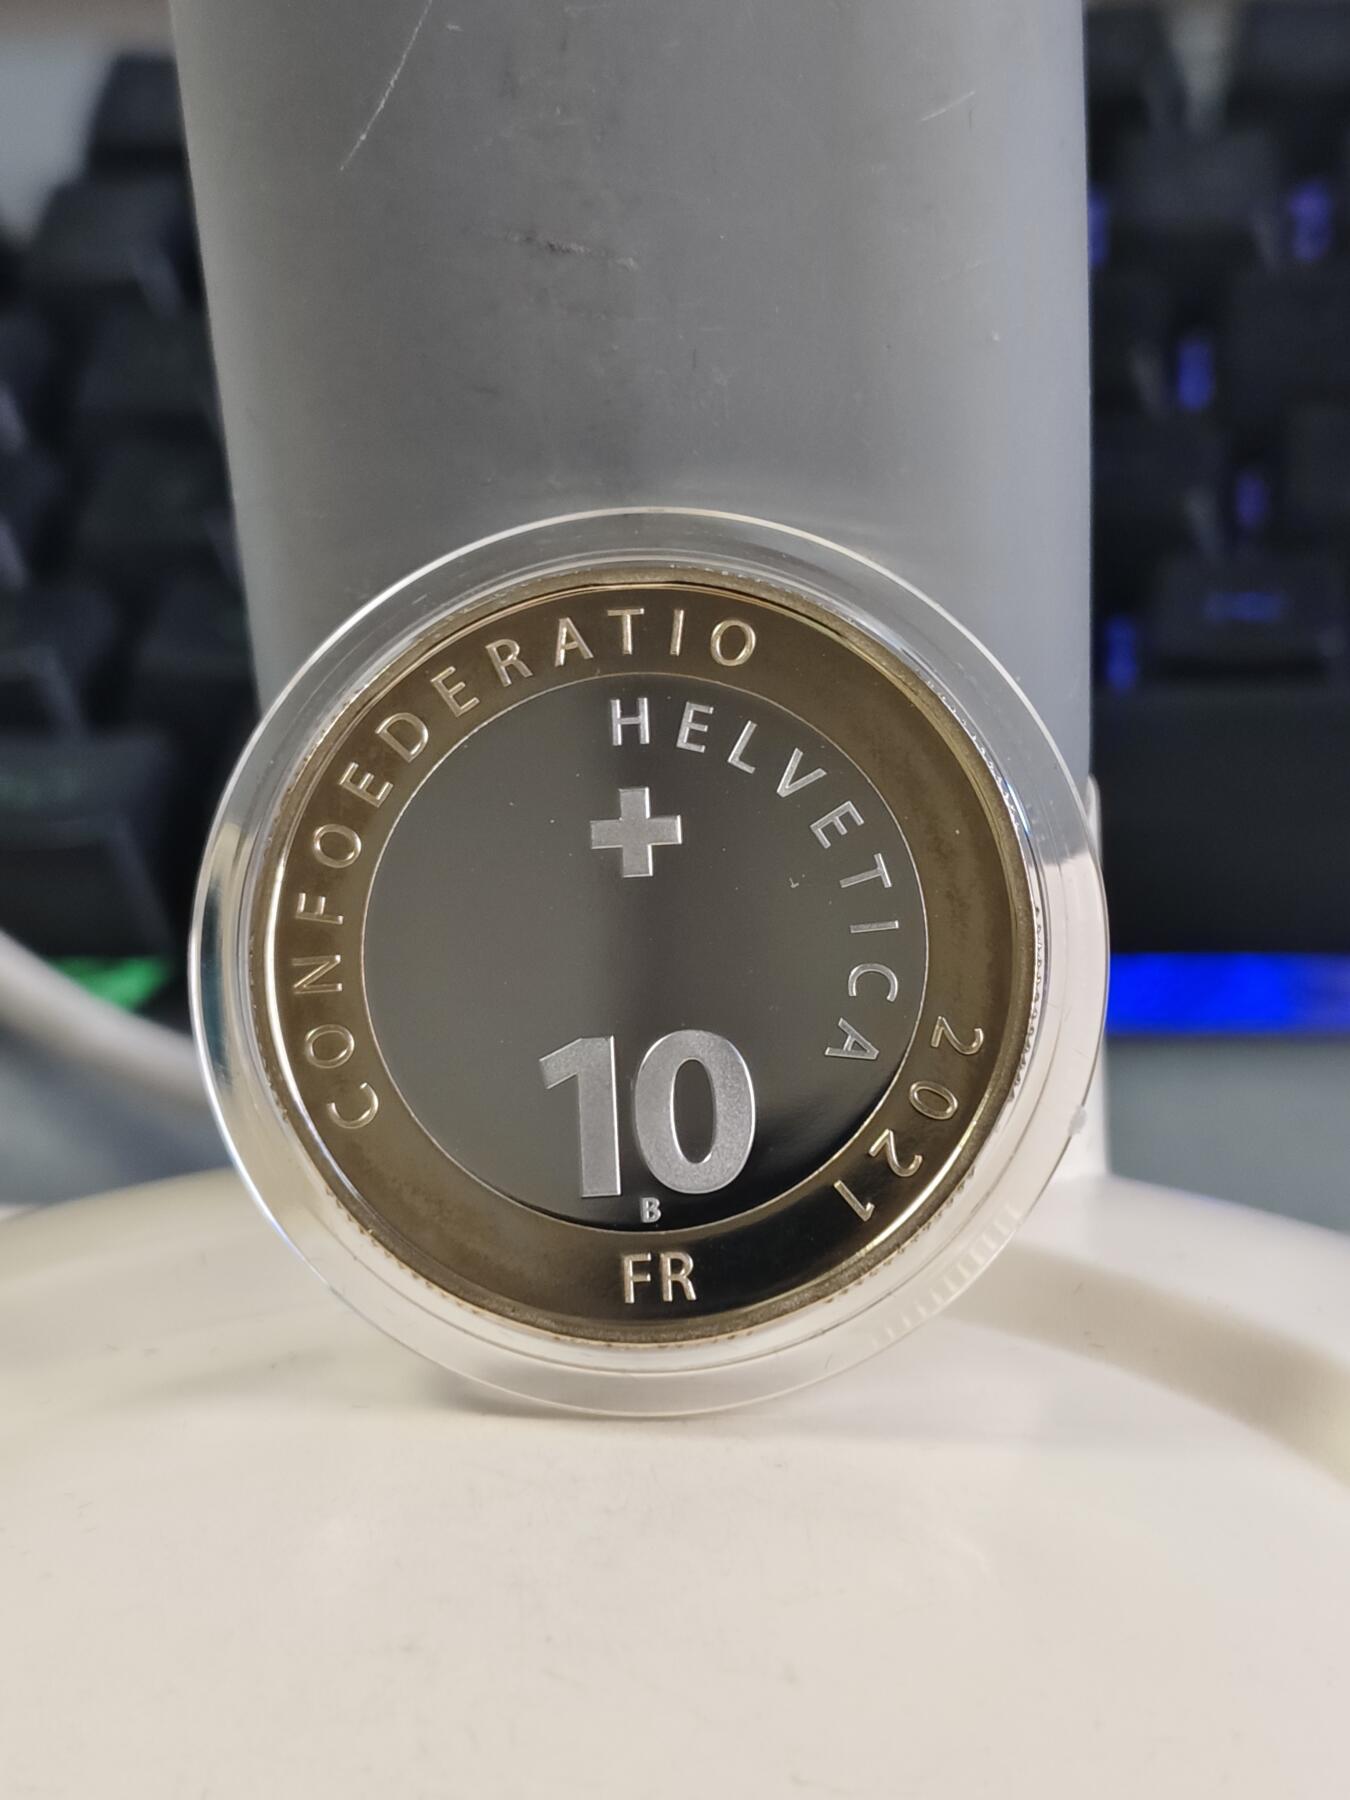 CONFOEDERATIO
HELVETICA
2021
10
B
FR